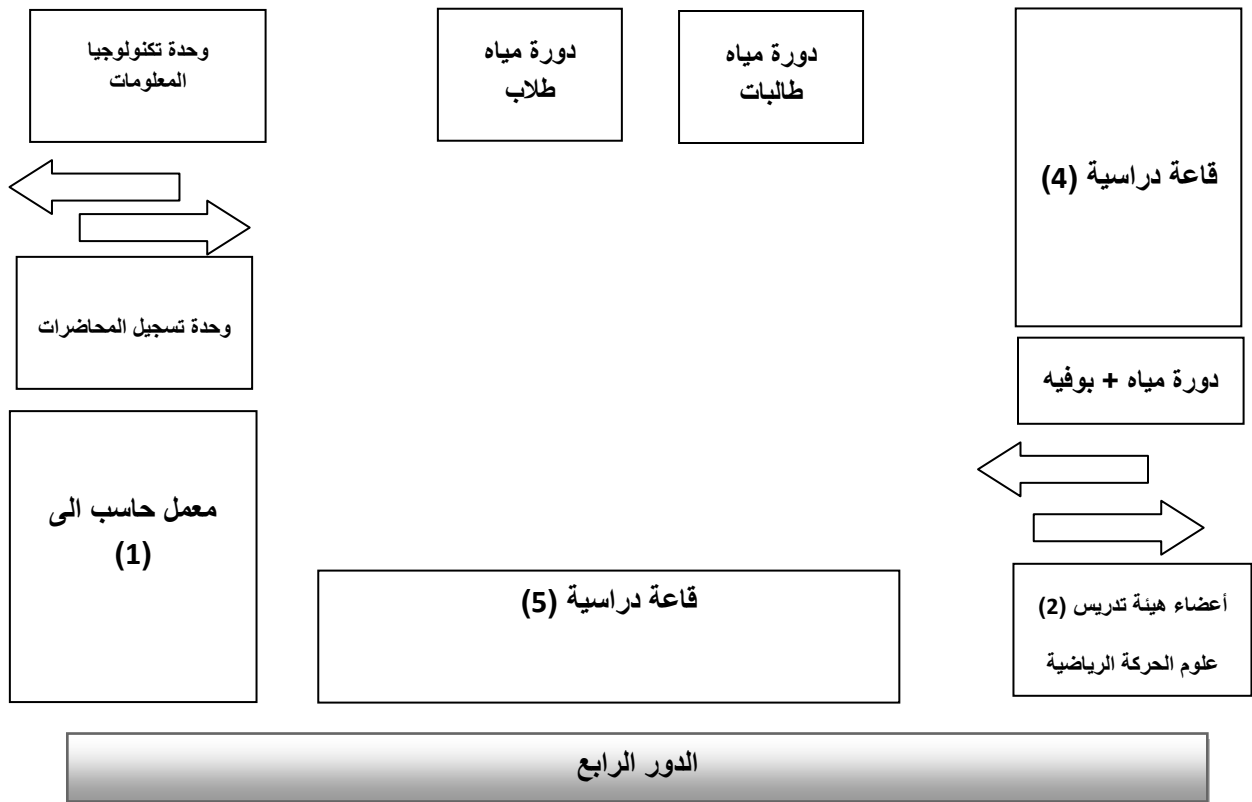 وحدة تكنولوجيا
المعلومات
دورة مياه
طلاب
دورة مياه
طالبات
قاعة دراسية (4)
وحدة تسجيل المحاضرات
دورة مياه + بوفيه
معمل حاسب الى
(1)
قاعة دراسية (5)
أعضاء هيئة تدريس (2)
علوم الحركة الرياضية
الدور الرابع